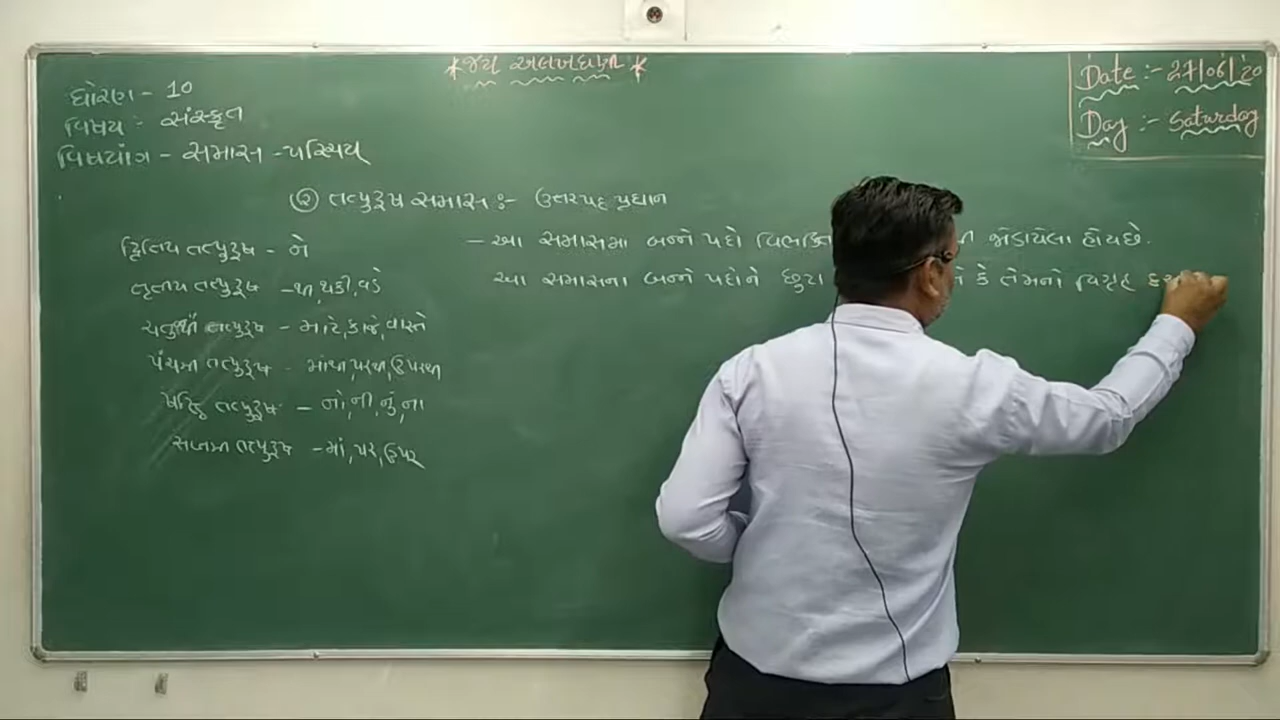 *જય અલખધણી*
Date :- 27/06/20
Day :- Saturday
ધોરણ - 10
વિષય : સંસ્કૃત
વિષયાંગ - સમાસ - પરિચય
૨ તત્પુરૂષ સમાસ :- ઉત્તરપદ પ્રધાન
- આ સમાસમા બન્ને પદો વિભક્તિ જોડાયેલા હોય છે.
આ સમાસના બન્ને પદોને છુટા કે તેમનો વિગ્રહ
દ્વિતિય તત્પુરૂષ - ને
તૃતીય તત્પુરૂષ - થી, થકી, વડે
ચતુર્થી તત્પુરૂષ - માટે, કાજે, વાસ્તે
પંચમી તત્પુરૂષ - માંથી, પરથી, ઉપરથી
ષષ્ઠિ તત્પુરૂષ - નો, ની, નું, ના
સપ્તમી તત્પુરૂષ - માં, પર, ઉપર